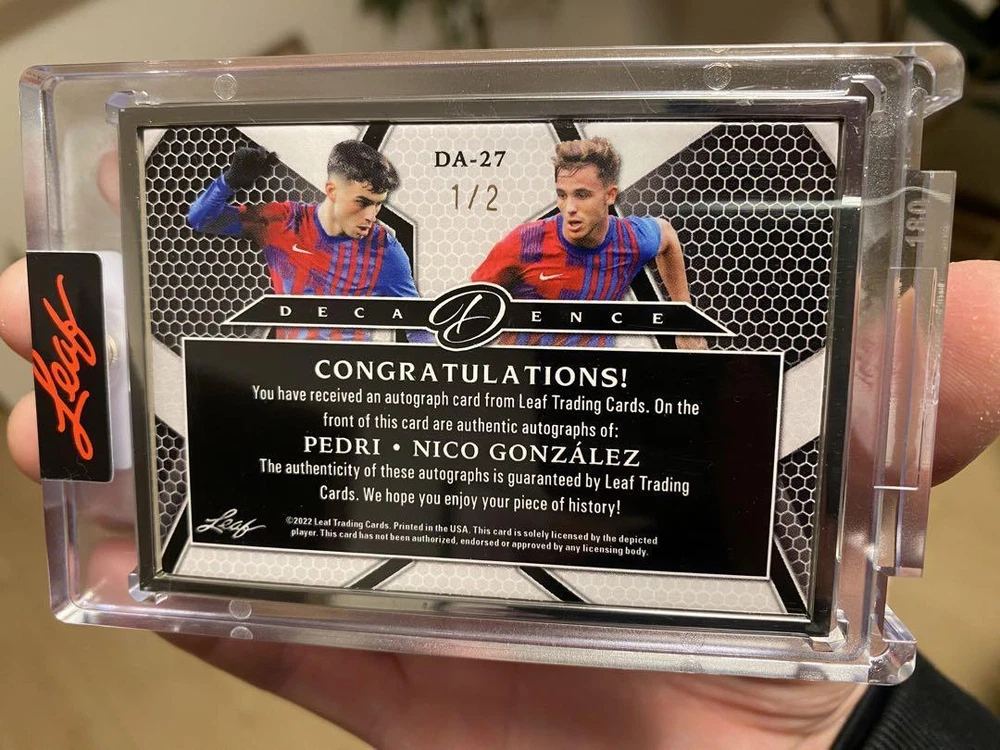 DA-27
1/2
DECADENCE
CONGRATULATIONS!
You have received an autograph card from Leaf Trading Cards. On the
front of this card are authentic autographs of:
PEDRI • NICO GONZÁLEZ
The authenticity of these autographs is guaranteed by Leaf Trading
Cards. We hope you enjoy your piece of history!
Leaf
©2022 Leaf Trading Cards. Printed in the USA. This card is solely licensed by the depicted
player. This card has not been authorized, endorsed or approved by any licensing body.
Leaf